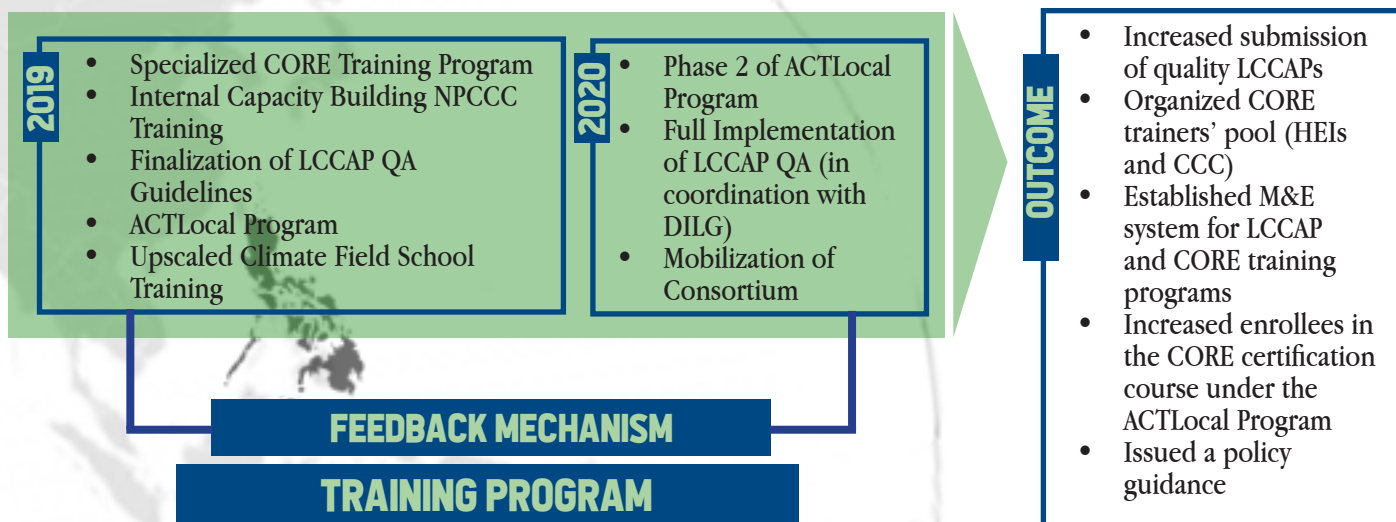 2019
• Specialized CORE Training Program
• Internal Capacity Building NPCCC
Training
• Finalization of LCCAP QA
Guidelines
• ACTLocal Program
• Upscaled Climate Field School
Training
2020
• Phase 2 of ACTLocal
Program
• Full Implementation
of LCCAP QA (in
coordination with
DILG)
• Mobilization of
Consortium
FEEDBACK MECHANISM
TRAINING PROGRAM
OUTCOME
• Increased submission
of quality LCCAPs
• Organized CORE
trainers’ pool (HEIs
and CCC)
• Established M&E
system for LCCAP
and CORE training
programs
• Increased enrollees in
the CORE certification
course under the
ACTLocal Program
• Issued a policy
guidance